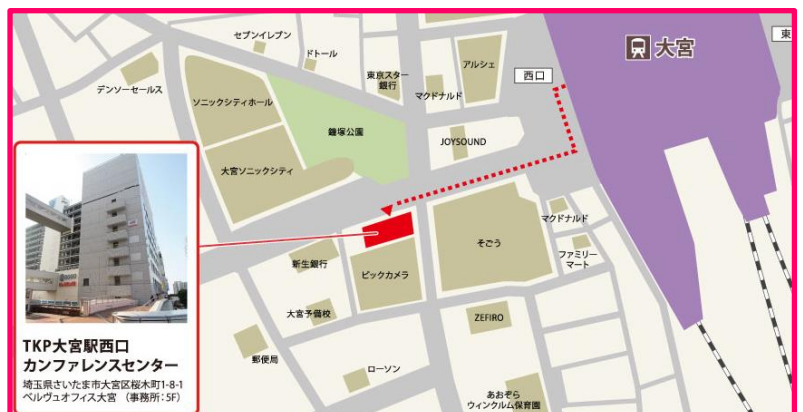 セブンイレブン
ドトール
デンソーセールス
ソニックシティホール
東京スター
銀行
アルシェ
マクドナルド
西口
大宮
東
鐘塚公園
JOYSOUND
大宮ソニックシティ
そごう
マクドナルド
ファミリー
マート
新生銀行
ビックカメラ
大宮予備校
ZEFIRO
郵便局
ローソン
あおぞら
ウィンクルム保育園
TKP大宮駅西口
カンファレンスセンター
埼玉県さいたま市大宮区桜木町1-8-1
ベルヴュオフィス大宮 (事務所:5F)